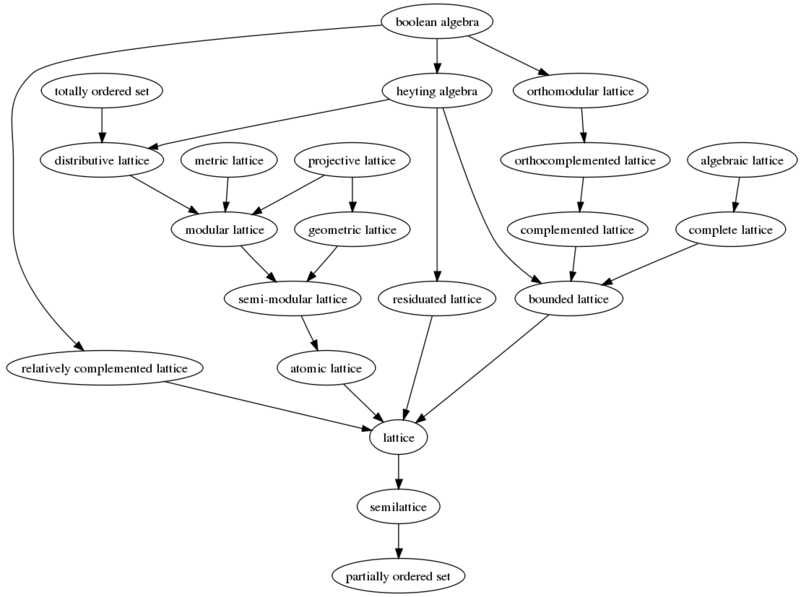 boolean algebra
totally ordered set
heyting algebra
orthomodular lattice
distributive lattice
metric lattice
projective lattice
orthocomplemented lattice
algebraic lattice
modular lattice
geometric lattice
complemented lattice
complete lattice
semi-modular lattice
residuated lattice
bounded lattice
relatively complemented lattice
atomic lattice
lattice
semilattice
partially ordered set